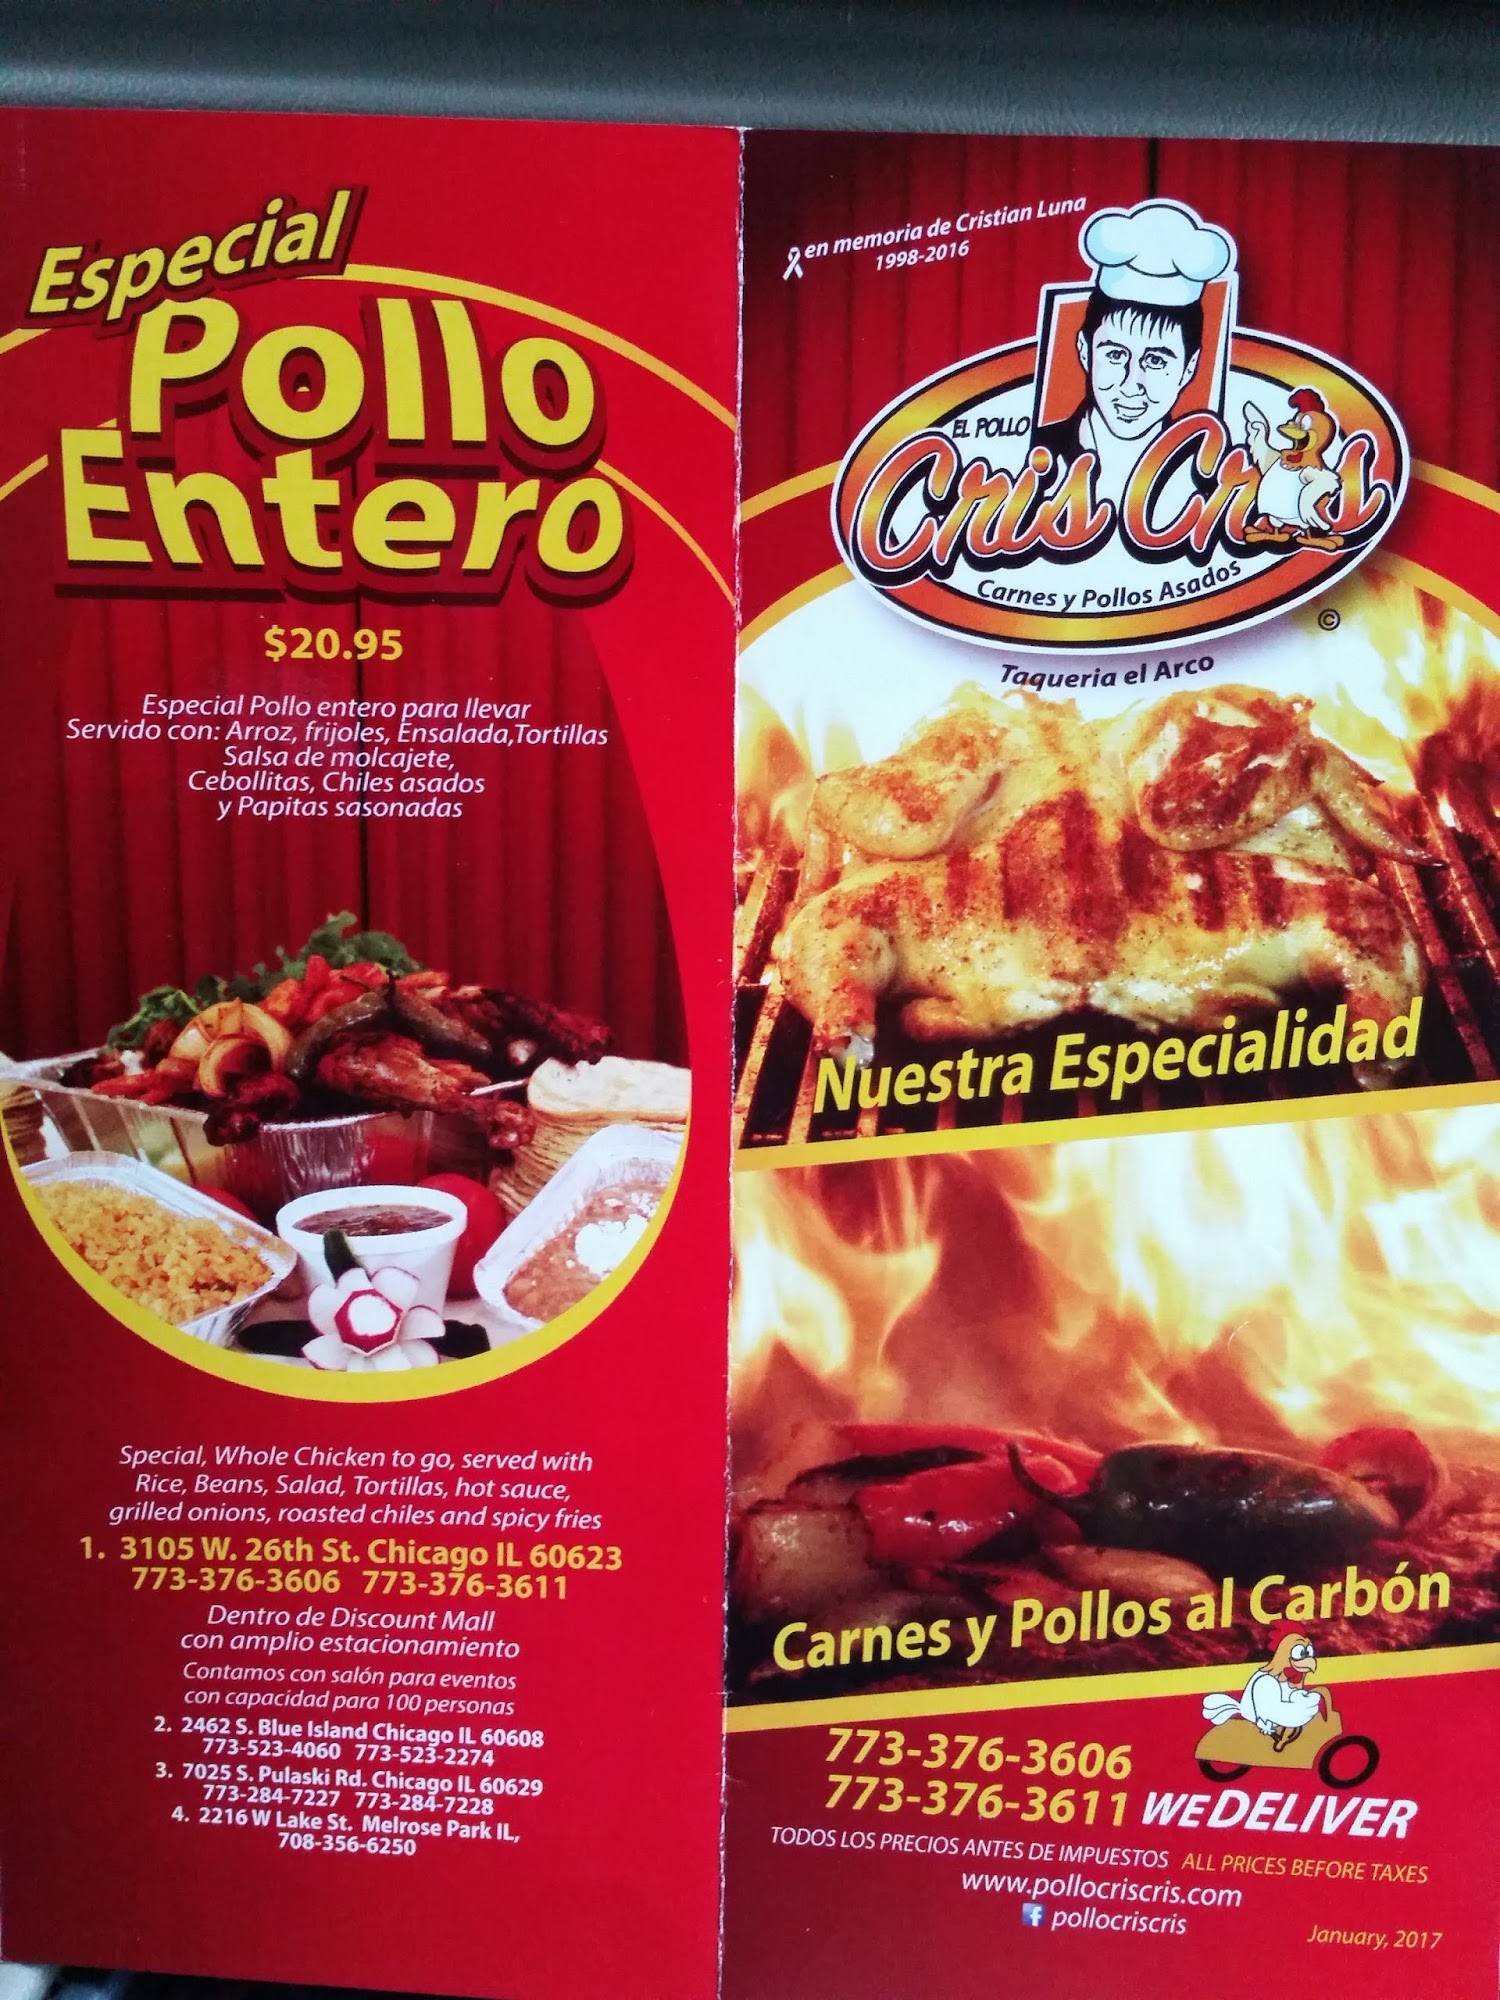 Especial
Pollo
Entero
$20.95
Especial Pollo entero para llevar
Servido con: Arroz, frijoles, Ensalada,Tortillas
Salsa de molcajete,
Cebollitas, Chiles asados
y Papitas sasonadas
Special, Whole Chicken to go, served with
Rice, Beans, Salad, Tortillas, hot sauce,
grilled onions, roasted chiles and spicy fries
1. 3105 W. 26th St. Chicago IL 60623
773-376-3606 773-376-3611
Dentro de Discount Mall
con amplio estacionamiento
Contamos con salón para eventos
con capacidad para 100 personas
2. 2462 S. Blue Island Chicago IL 60608
773-523-4060 773-523-2274
3. 7025 S. Pulaski Rd. Chicago IL 60629
773-284-7227 773-284-7228
4. 2216 W Lake St. Melrose Park IL,
708-356-6250
en memoria de Cristian Luna
1998-2016
EL POLLO
Cris Cris
Carnes y Pollos Asados
©
Taqueria el Arco
Nuestra Especialidad
Carnes y Pollos al Carbón
773-376-3606
773-376-3611 WE DELIVER
TODOS LOS PRECIOS ANTES DE IMPUESTOS ALL PRICES BEFORE TAXES
www.pollocriscris.com
f pollocriscris
January, 2017